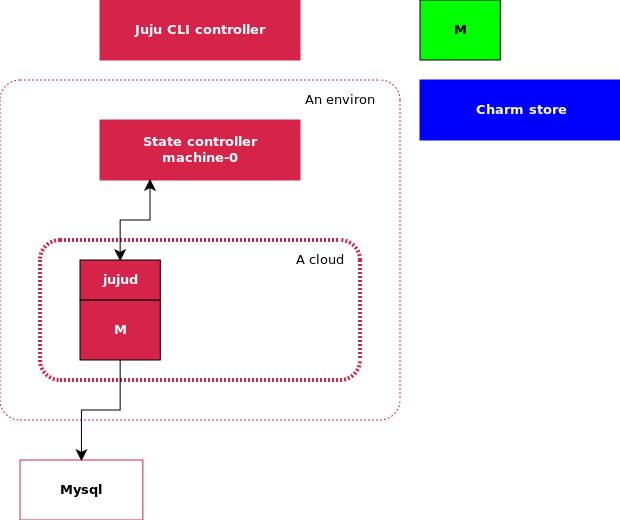 Juju CLI controller
M
An environ
Charm store
State controller
machine-0
A cloud
jujud
M
Mysql